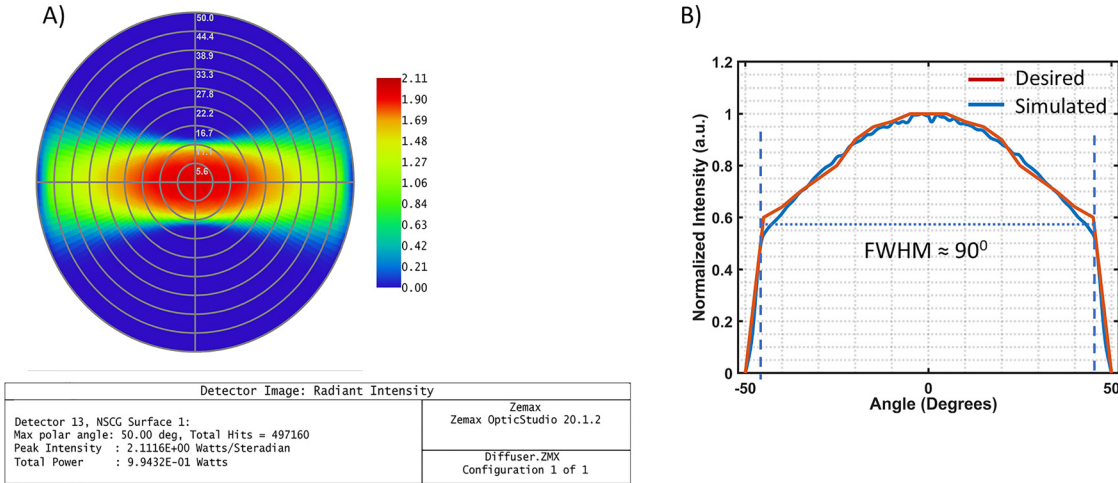 A)
50.0
44.4
38.9
33.3
27.8
22.2
16.7
5.6
2.11
1.90
1.69
1.48
1.27
1.06
0.84
0.63
0.42
0.21
0.00
Detector Image: Radiant Intensity
Detector 13, NSCG Surface 1:
Max polar angle: 50.00 deg, Total Hits = 497160
Peak Intensity : 2.1116E+00 Watts/Steradian
Total Power : 9.9432E-01 Watts
Zemax
Zemax OpticStudio 20.1.2
Diffuser.ZMX
Configuration 1 of 1
B)
Normalized Intensity (a.u.)
1.2
1
0.8
0.6
0.4
0.2
0
Desired
Simulated
FWHM ≈ 90⁰
-50
0
50
Angle (Degrees)